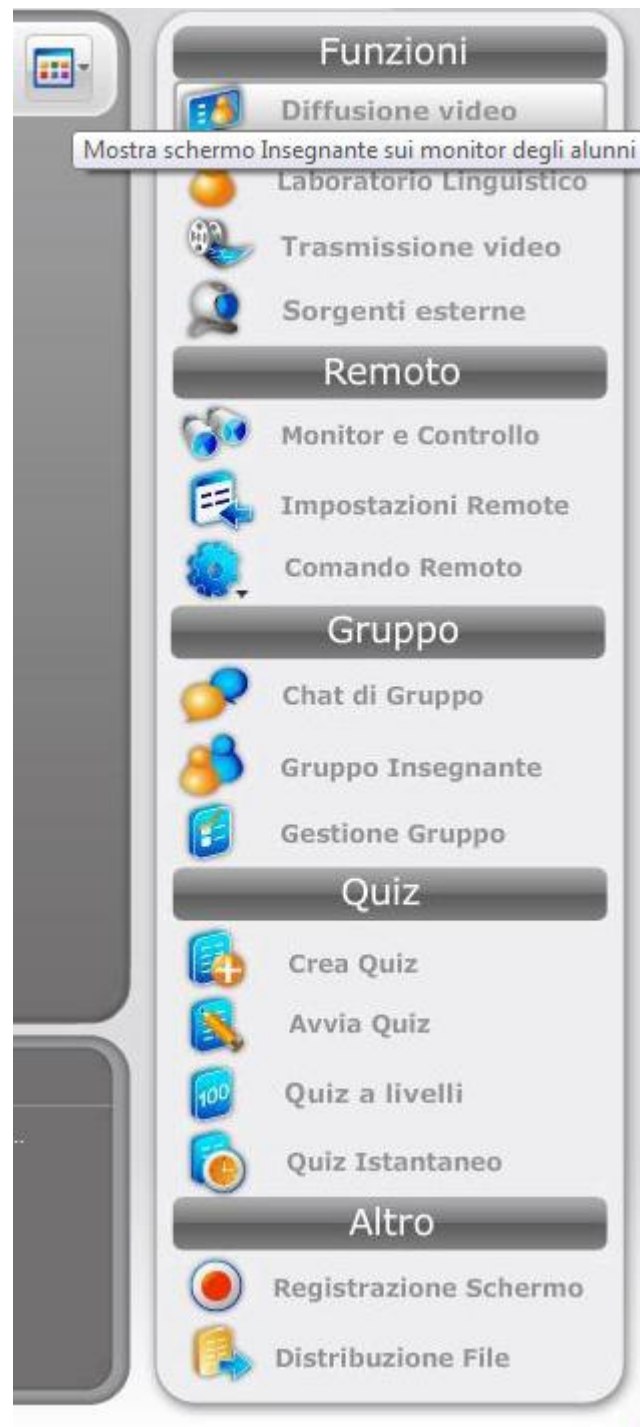 Funzioni
Diffusione video
Mostra schermo Insegnante sui monitor degli alunni
Laboratorio Linguistico
Trasmissione video
Sorgenti esterne
Remoto
Monitor e Controllo
Impostazioni Remote
Comando Remoto
Gruppo
Chat di Gruppo
Gruppo Insegnante
Gestione Gruppo
Quiz
Crea Quiz
Avvia Quiz
100
Quiz a livelli
..
Quiz Istantaneo
Altro
Registrazione Schermo
Distribuzione File